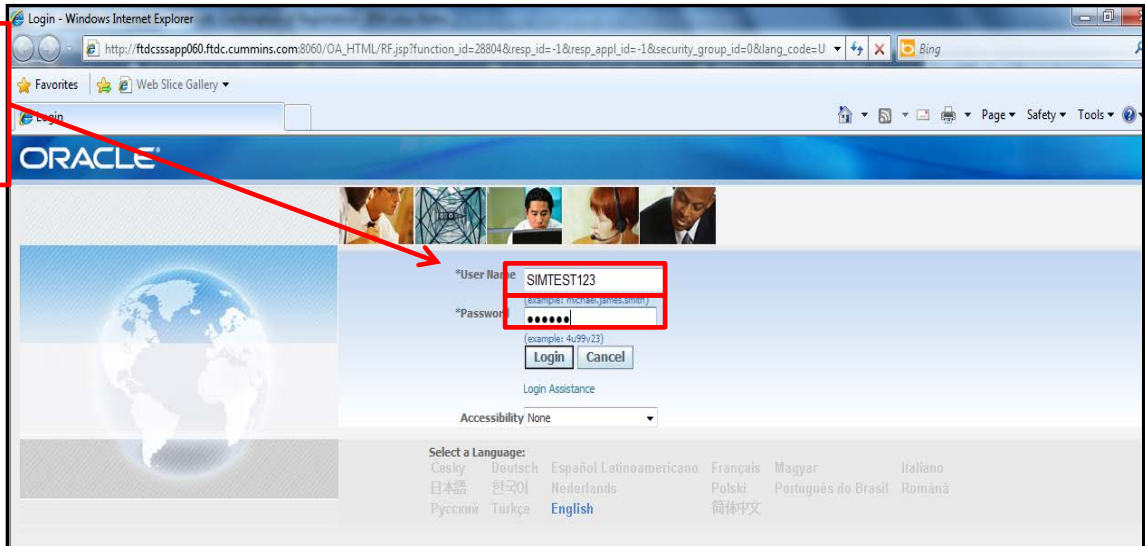 Login - Windows Internet Explorer
http://ftdcsssapp060.ftdc.cummins.com:8060/OA_HTML/RF.jsp?function_id=28804&resp_id=-1&resp_appl_id=-1&security_group_id=0&lang_code=U
Bing
Favorites Web Slice Gallery
Login
Page Safety Tools
ORACLE
*User Name SIMTEST123
(example: michael.james.smith)
*Password ••••••
(example: 4u99v23)
Login Cancel
Login Assistance
Accessibility None
Select a Language:
Česky Deutsch Español Latinoamericano Français Magyar Italiano
日本語 한국어 Nederlands Polski Português do Brasil Română
Русский Türkçe English 简体中文